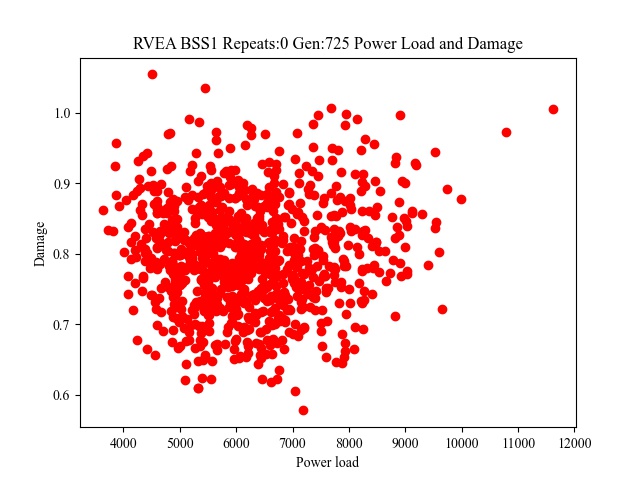 RVEA BSS1 Repeats:0 Gen:725 Power Load and Damage
1.0
0.9
0.8
0.7
0.6
Damage
4000 5000 6000 7000 8000 9000 10000 11000 12000
Power load